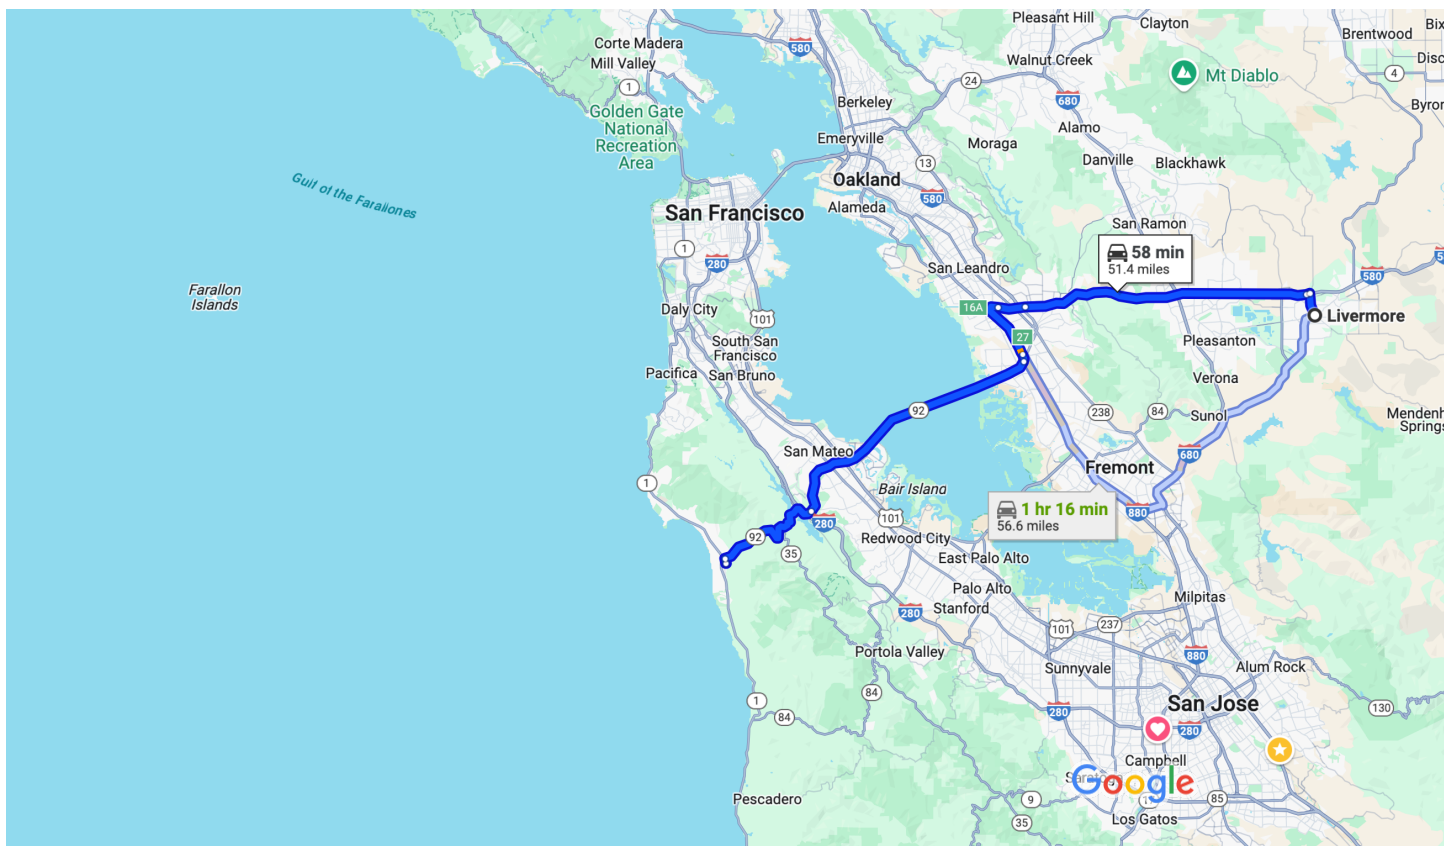 Pleasant Hill
Clayton
Brentwood
Corte Madera
580
Mill Valley
Walnut Creek
4
1
24
Mt Diablo
680
Berkeley
Golden Gate
National
Recreation
Area
Emeryville
Alamo
Moraga
13
Danville
Blackhawk
Oakland
Gulf of the Farallones
580
Alameda
San Francisco
San Ramon
1
280
58 min
51.4 miles
San Leandro
580
Farallon
Islands
16A
Daly City
Livermore
101
27
South San
Francisco
Pleasanton
Pacifica
San Bruno
Verona
92
238
84
Sunol
San Mateo
680
Fremont
1
Bair Island
1 hr 16 min
56.6 miles
880
280
101
92
35
Redwood City
East Palo Alto
Palo Alto
Milpitas
Stanford
280
101
237
Portola Valley
880
Sunnyvale
Alum Rock
84
1
84
280
San Jose
130
280
Campbell
Google
Pescadero
9
85
35
Los Gatos